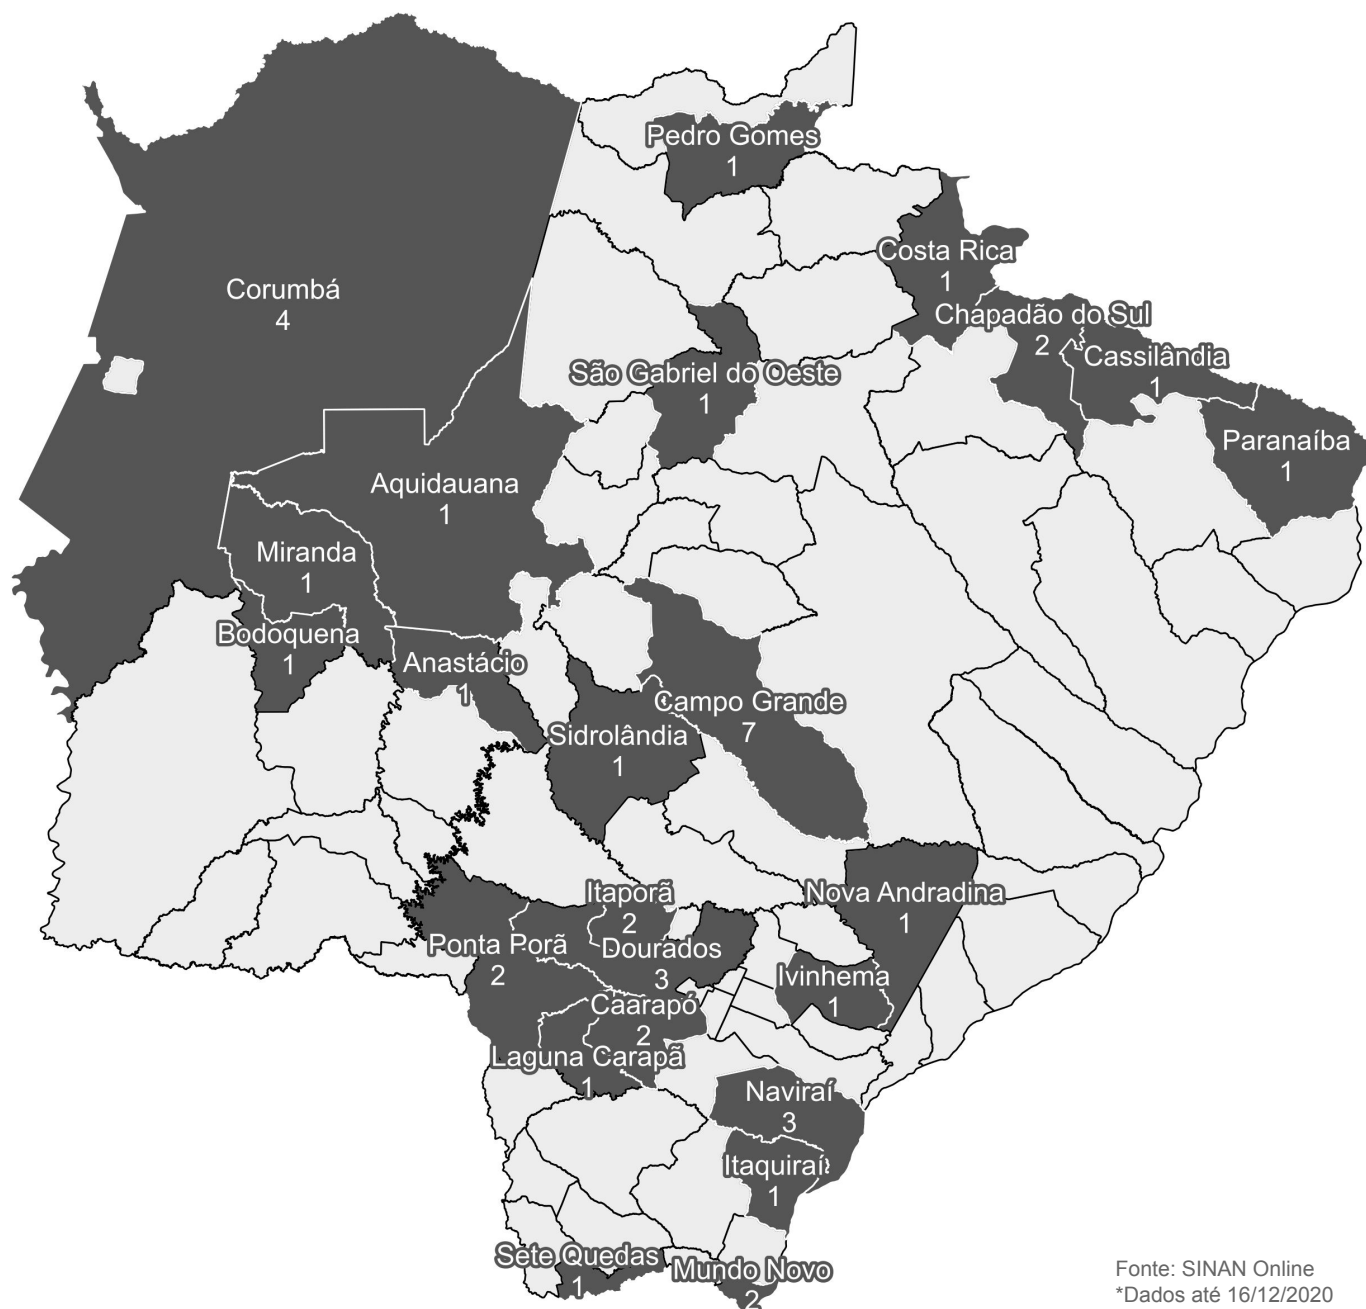 Pedro Gomes
1
Costa Rica
1
Corumbá
4
Chapadão do Sul
2
Cassilândia
1
São Gabriel do Oeste
1
Paranaíba
1
Aquidauana
1
Miranda
1
Bodoquena
1
Anastácio
1
Campo Grande
7
Sidrolândia
1
Nova Andradina
1
Itaporã
2
Ponta Porã
2
Dourados
3
Ivinhema
1
Caarapó
2
Laguna Carapã
1
Naviraí
3
Itaquiraí
1
Sete Quedas
1
Mundo Novo
2
Fonte: SINAN Online
*Dados até 16/12/2020